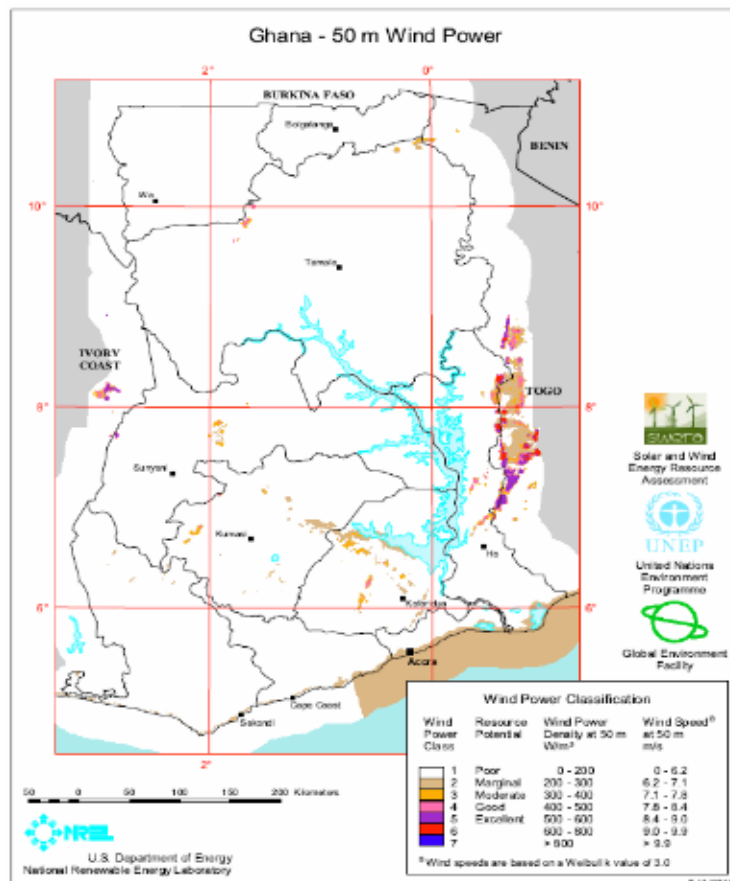 Ghana - 50 m Wind Power
2°
0°
BURKINA FASO
Bolgatanga
BENIN
Wa
10°
10°
Tamale
IVORY
COAST
TOGO
8°
8°
Sunyani
Kumasi
Ho
6°
Koforidua
6°
Accra
Cape Coast
Sekondi
2°
SWERA
Solar and Wind
Energy Resource
Assessment
UNEP
United Nations
Environment
Programme
Global Environment
Facility
Wind Power Classification
Wind Power Class
Resource Potential
Wind Power Density at 50 m W/m²
Wind Speed at 50 m m/s
1 Poor 0 - 200 0 - 6.2
2 Marginal 200 - 300 6.2 - 7.1
3 Moderate 300 - 400 7.1 - 7.8
4 Good 400 - 500 7.8 - 8.4
5 Excellent 500 - 600 8.4 - 9.0
6 600 - 800 9.0 - 9.9
7 > 800 > 9.9
Wind speeds are based on a Weibull k value of 3.0
50 0 50 100 150 200 Kilometers
NREL
U.S. Department of Energy
National Renewable Energy Laboratory